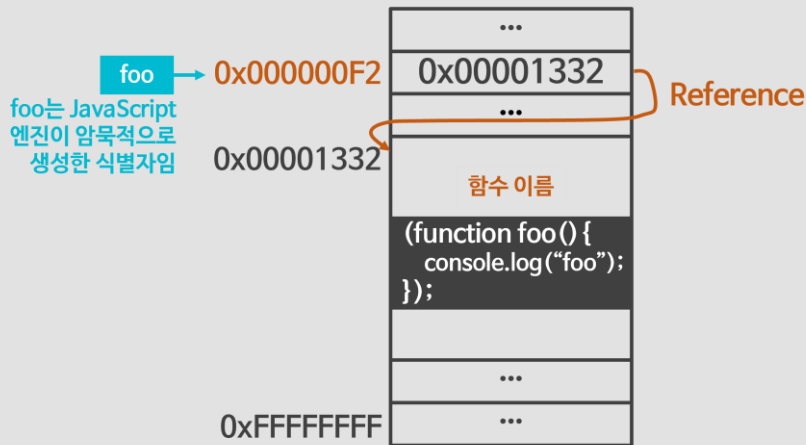 ...
foo
0x000000F2
0x00001332
Reference
foo는 JavaScript
엔진이 암묵적으로
생성한 식별자임
...
0x00001332
함수 이름
(function foo() {
console.log(“foo”);
});
...
0xFFFFFFFF
...